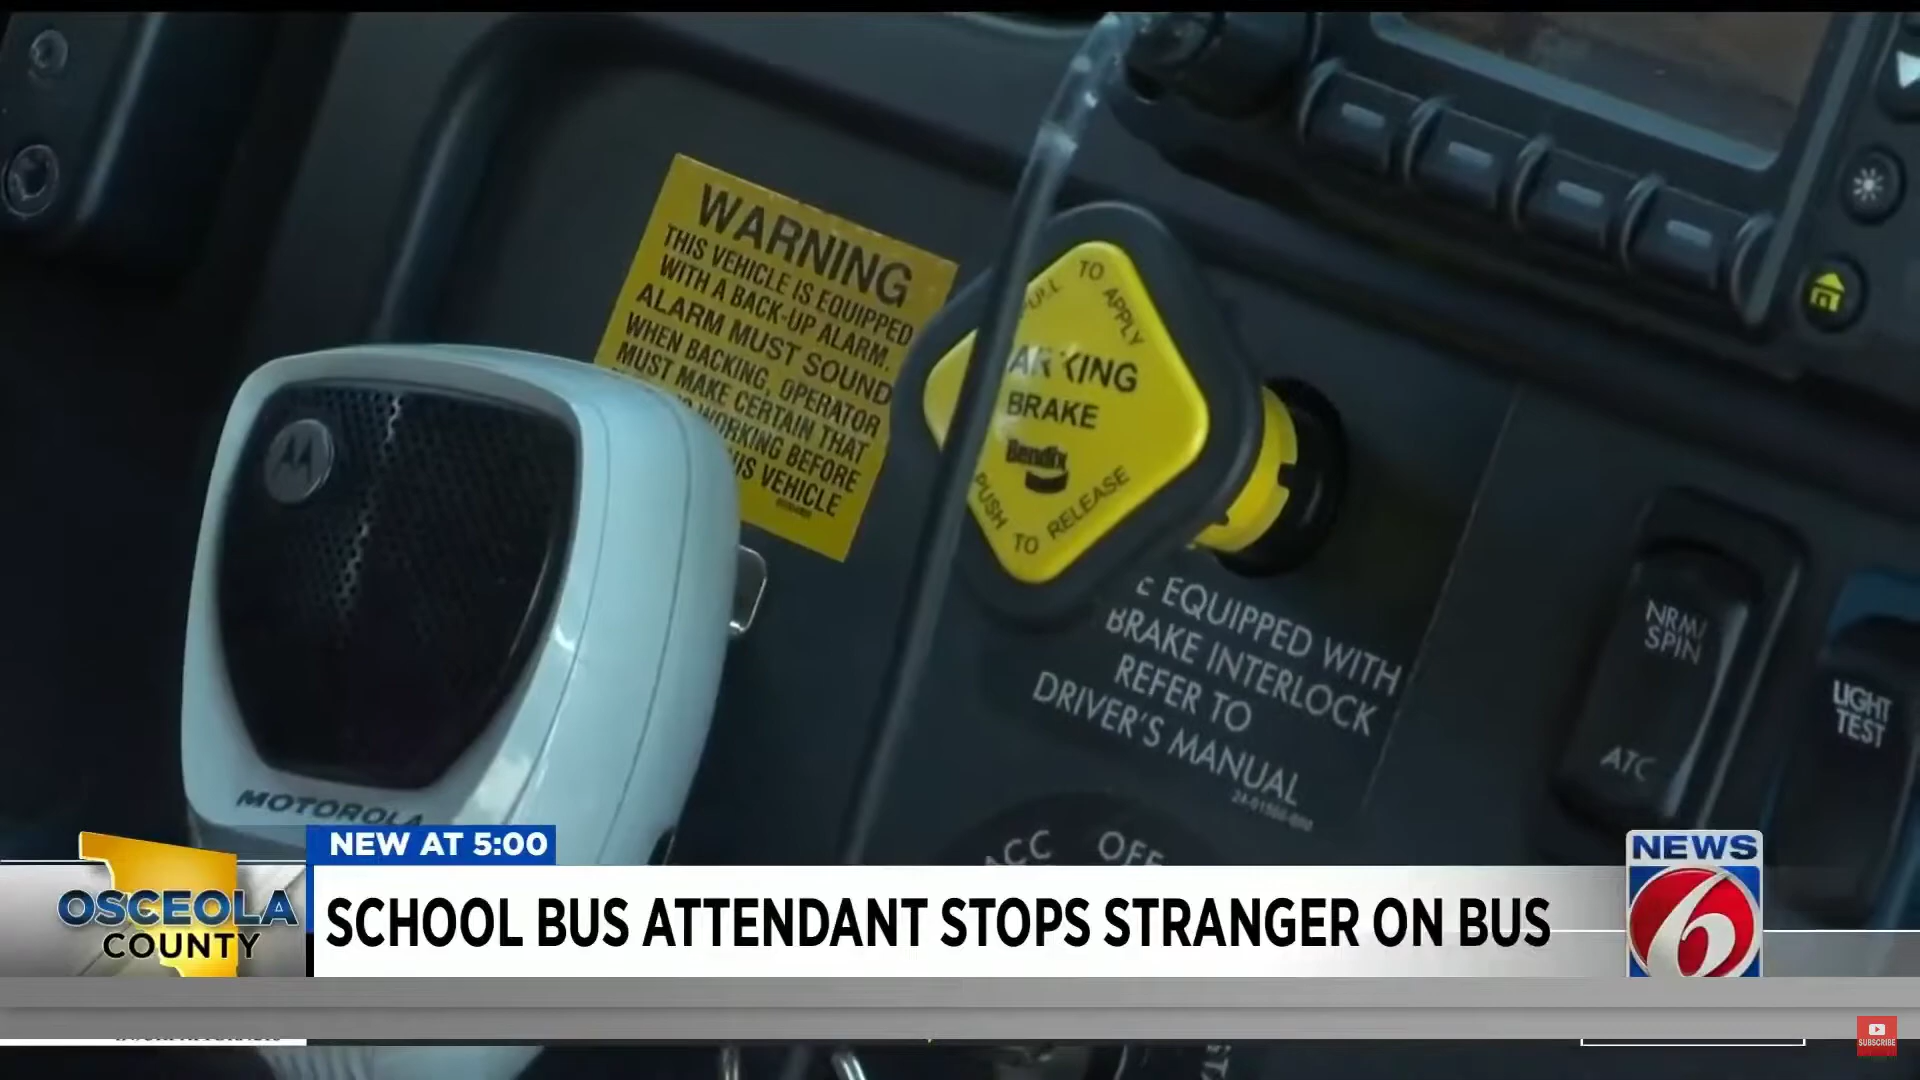 WARNING
THIS VEHICLE IS EQUIPPED
WITH A BACK-UP ALARM.
ALARM MUST SOUND
WHEN BACKING, OPERATOR
MUST MAKE CERTAIN THAT
WORKING BEFORE
VEHICLE
TO APPLY
BRAKE
Bendix
PUSH TO RELEASE
EQUIPPED WITH
BRAKE INTERLOCK
REFER TO
DRIVER'S MANUAL
NRM/
SPIN
ATC
LIGHT
TEST
MOTOROLA
ACC OFF
NEW AT 5:00
OSCEOLA
COUNTY
SCHOOL BUS ATTENDANT STOPS STRANGER ON BUS
NEWS
6
SUBSCRIBE